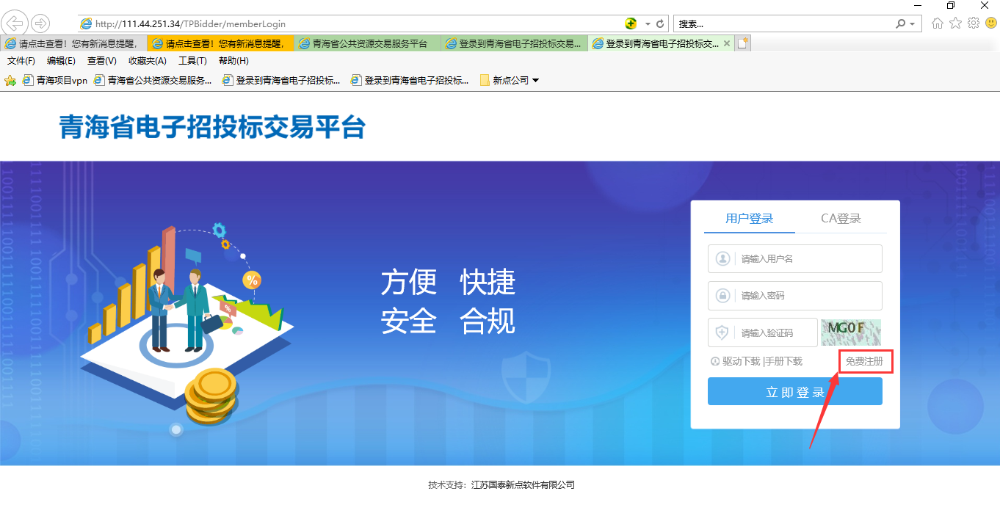 http://111.44.251.34/TPBidder/memberLogin
搜索...
请点击查看！您有新消息提醒，
请点击查看！您有新消息提醒，
青海省公共资源交易服务平台
登录到青海省电子招投标交易...
登录到青海省电子招投标交...
文件(F) 编辑(E) 查看(V) 收藏夹(A) 工具(T) 帮助(H)
青海项目vpn 青海省公共资源交易服务... 登录到青海省电子招投标... 登录到青海省电子招投标... 新点公司
青海省电子招投标交易平台
方便 快捷
安全 合规
用户登录 CA登录
请输入用户名
请输入密码
请输入验证码 MG0F
驱动下载 |手册下载 免费注册
立即登录
%
%
技术支持：江苏国泰新点软件有限公司